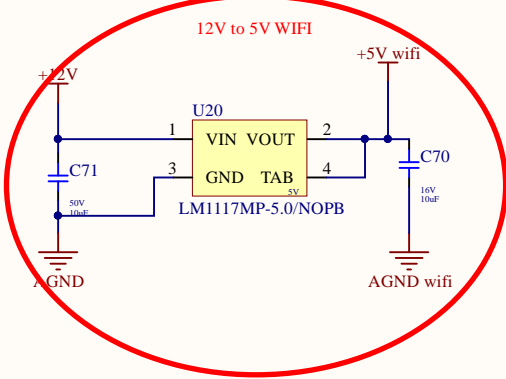 12V to 5V WIFI
+12V
+5V wifi
U20
1 VIN VOUT 2
3 GND TAB 4
5V
LM1117MP-5.0/NOPB
C71
50V
10uF
C70
16V
10uF
AGND
AGND wifi